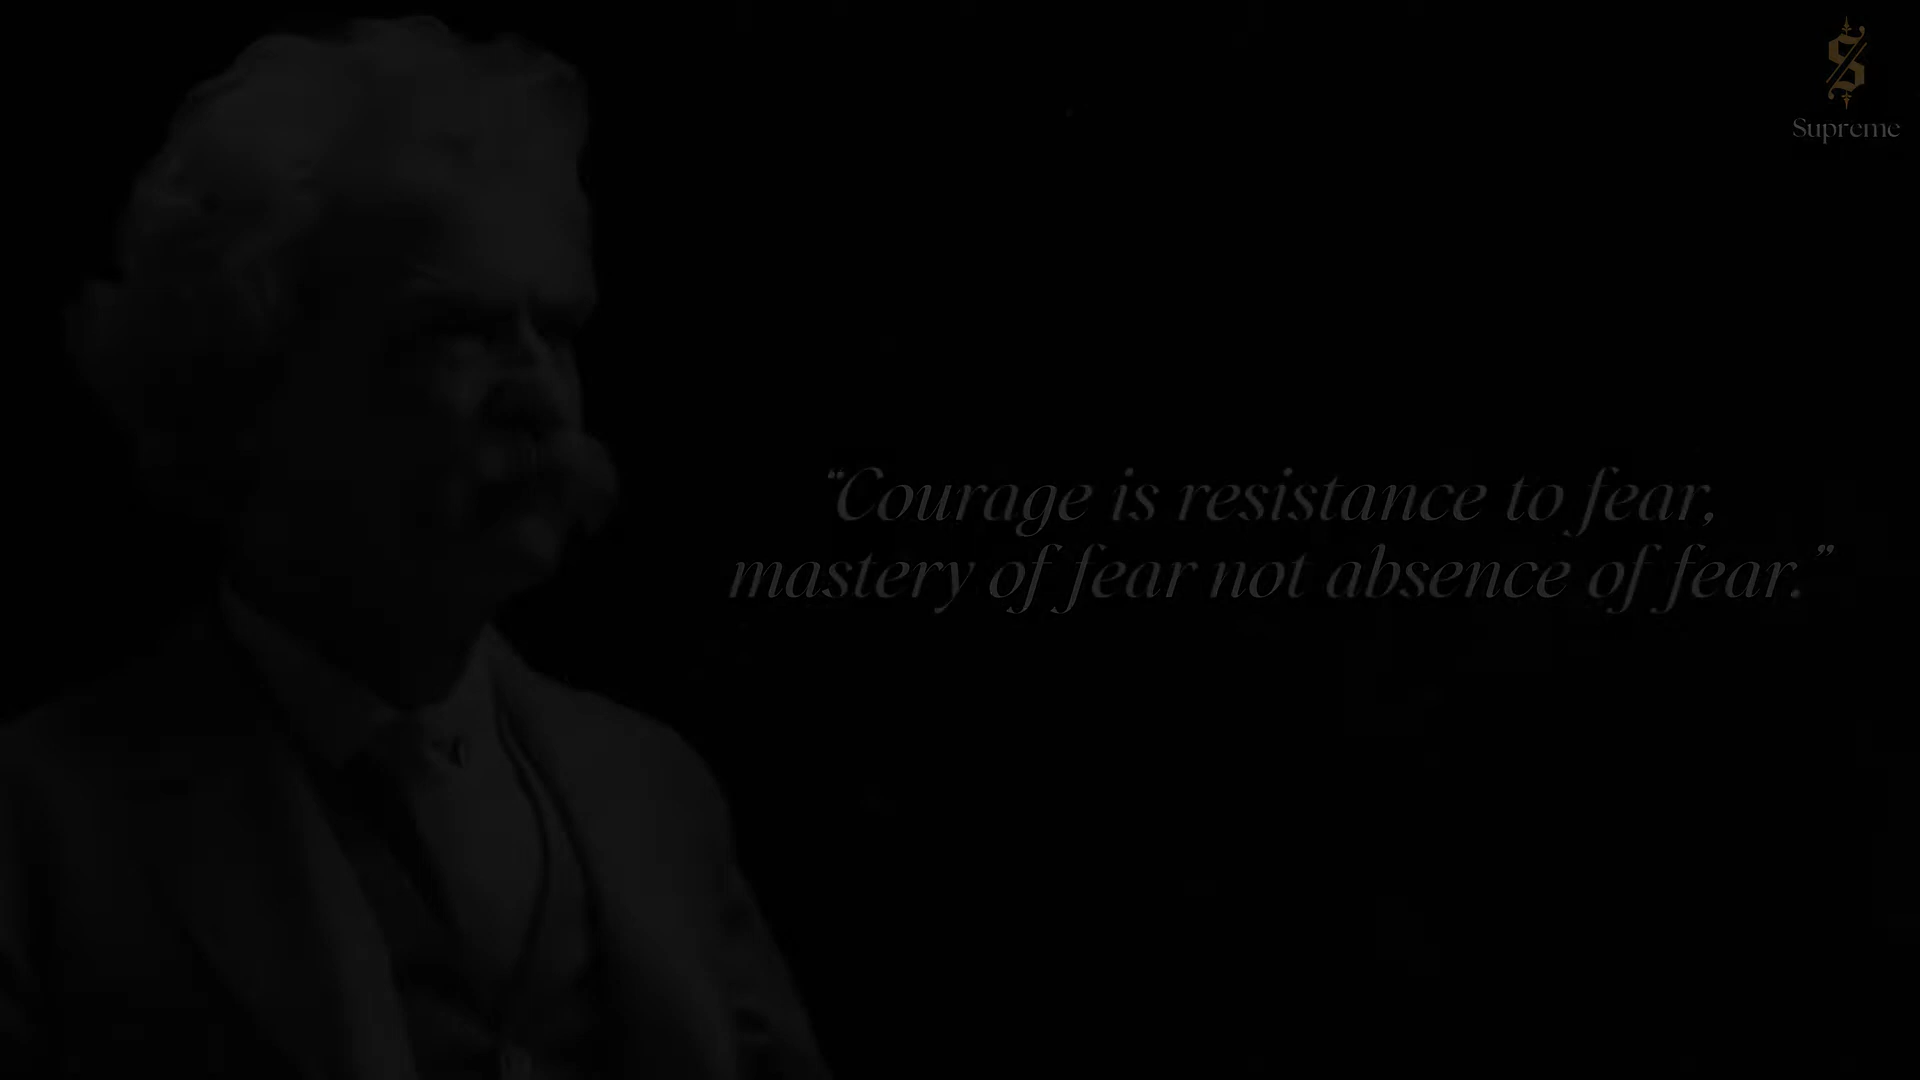 Supreme
“Courage is resistance to fear,
mastery of fear not absence of fear.”